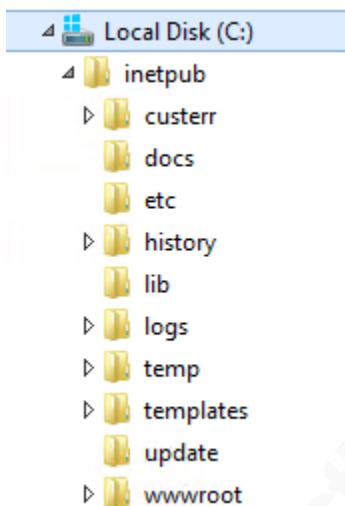 Local Disk (C:)
inetpub
custerr
docs
etc
history
lib
logs
temp
templates
update
wwwroot